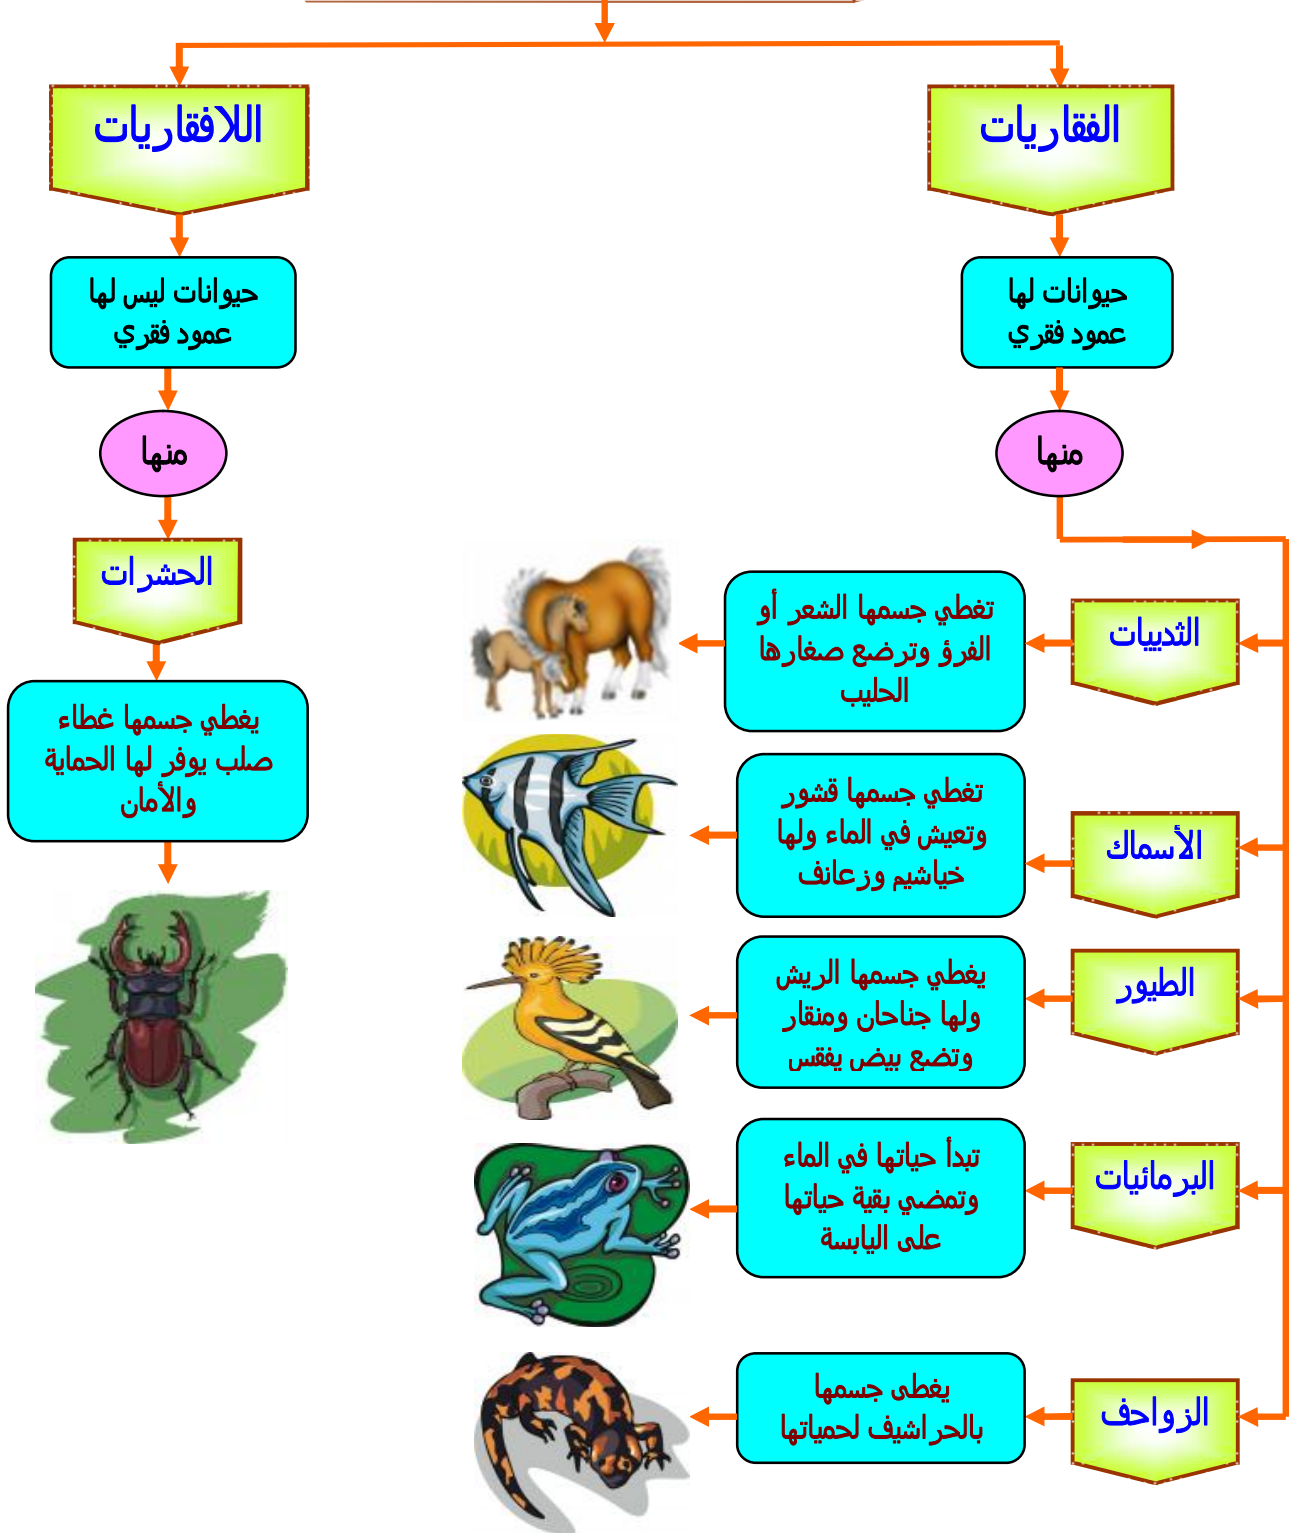 الفقاريات
اللافقاريات
حيوانات لها
عمود فقري
حيوانات ليس لها
عمود فقري
منها
منها
الحشرات
يغطي جسمها غطاء
صلب يوفر لها الحماية
والأمان
الثدييات
تغطي جسمها الشعر أو
الفرؤ وترضع صغارها
الحليب
الأسماك
تغطي جسمها قشور
وتعيش في الماء ولها
خياشيم وزعانف
الطيور
يغطي جسمها الريش
ولها جناحان ومنقار
وتضع بيض يفقس
البرمائيات
تبدأ حياتها في الماء
وتمضي بقية حياتها
على اليابسة
الزواحف
يغطى جسمها
بالحراشيف لحمياتها